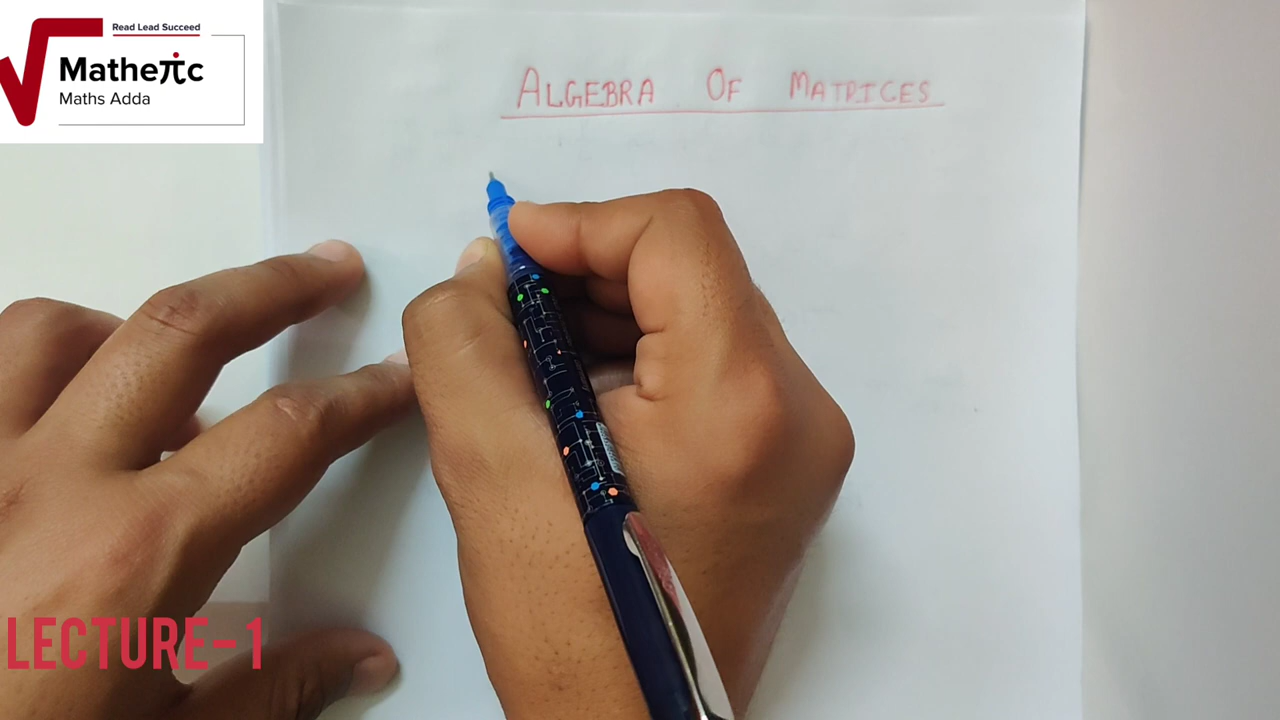 Read Lead Succeed
Matheπc
Maths Adda
ALGEBRA OF MATRICES
LECTURE-1